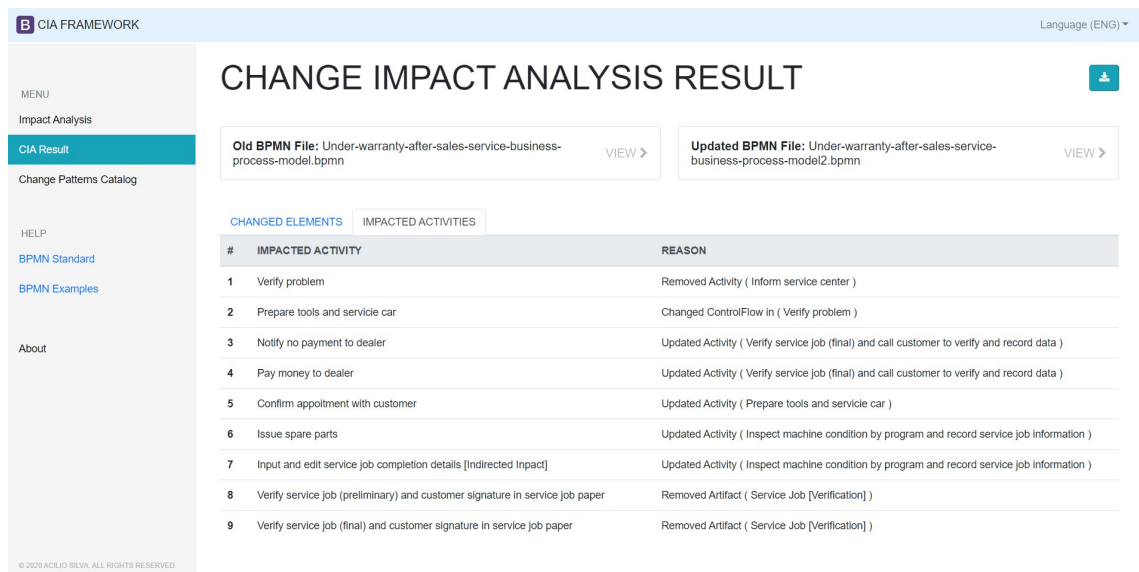 B CIA FRAMEWORK
Language (ENG)
MENU
Impact Analysis
CIA Result
Change Patterns Catalog
HELP
BPMN Standard
BPMN Examples
About
© 2020 ACILIO SILVA. ALL RIGHTS RESERVED.
CHANGE IMPACT ANALYSIS RESULT
Old BPMN File: Under-warranty-after-sales-service-business-
process-model.bpmn
VIEW
Updated BPMN File: Under-warranty-after-sales-service-
business-process-model2.bpmn
VIEW
CHANGED ELEMENTS IMPACTED ACTIVITIES
# IMPACTED ACTIVITY REASON
1 Verify problem Removed Activity ( Inform service center )
2 Prepare tools and servicie car Changed ControlFlow in ( Verify problem )
3 Notify no payment to dealer Updated Activity ( Verify service job (final) and call customer to verify and record data )
4 Pay money to dealer Updated Activity ( Verify service job (final) and call customer to verify and record data )
5 Confirm appoitment with customer Updated Activity ( Prepare tools and servicie car )
6 Issue spare parts Updated Activity ( Inspect machine condition by program and record service job information )
7 Input and edit service job completion details [Indirected Inpact] Updated Activity ( Inspect machine condition by program and record service job information )
8 Verify service job (preliminary) and customer signature in service job paper Removed Artifact ( Service Job [Verification] )
9 Verify service job (final) and customer signature in service job paper Removed Artifact ( Service Job [Verification] )